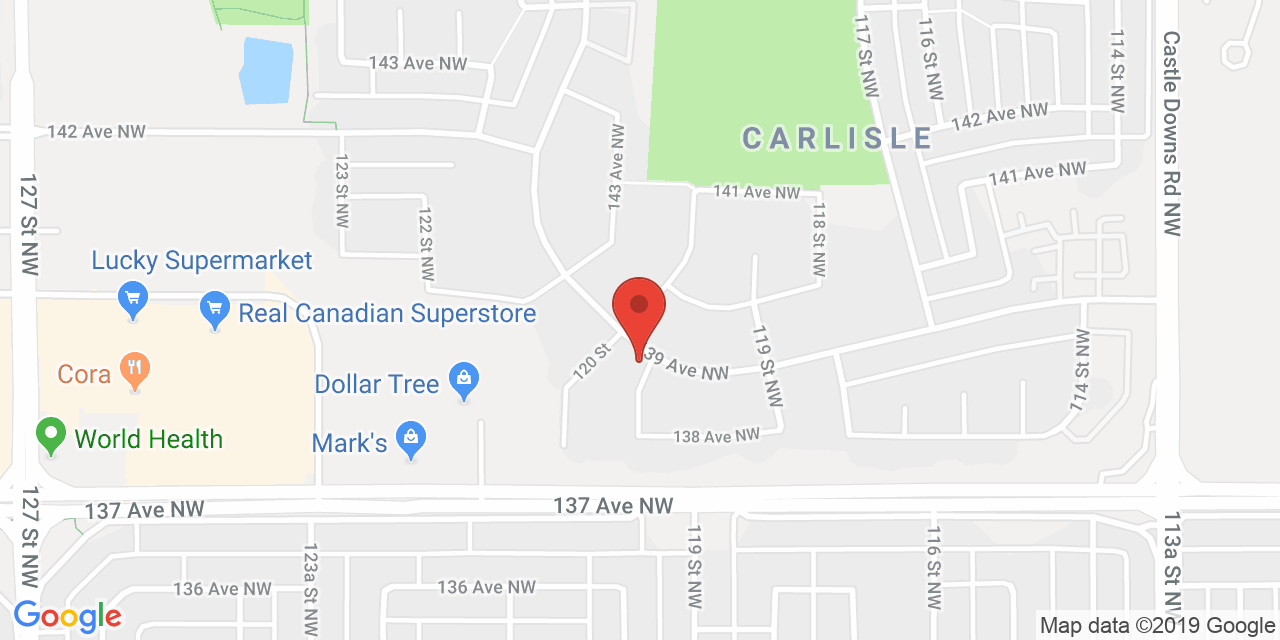 143 Ave NW
117 St NW
116 St NW
114 St NW
Castle Downs Rd NW
142 Ave NW
142 Ave NW
CARLISLE
143 Ave NW
123 St NW
141 Ave NW
141 Ave NW
118 St NW
127 St NW
122 St NW
Lucky Supermarket
Real Canadian Superstore
120 St
39 Ave NW
119 St NW
114 St NW
Cora
Dollar Tree
Mark's
World Health
138 Ave NW
137 Ave NW
137 Ave NW
127 St NW
123a St NW
119 St NW
116 St NW
113a St NW
136 Ave NW
136 Ave NW
Google
Map data ©2019 Google